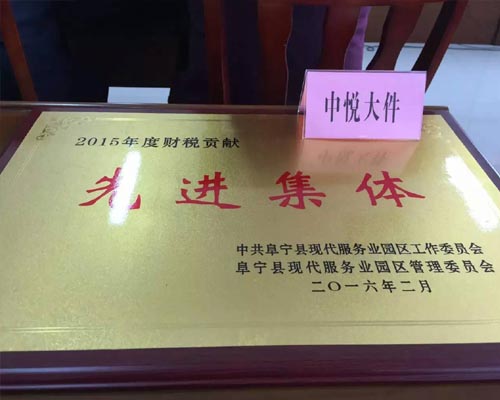 中悦大件
2015年度财税贡献
先进集体
中共阜宁县现代服务业园区工作委员会
阜宁县现代服务业园区管理委员会
二〇一六年二月